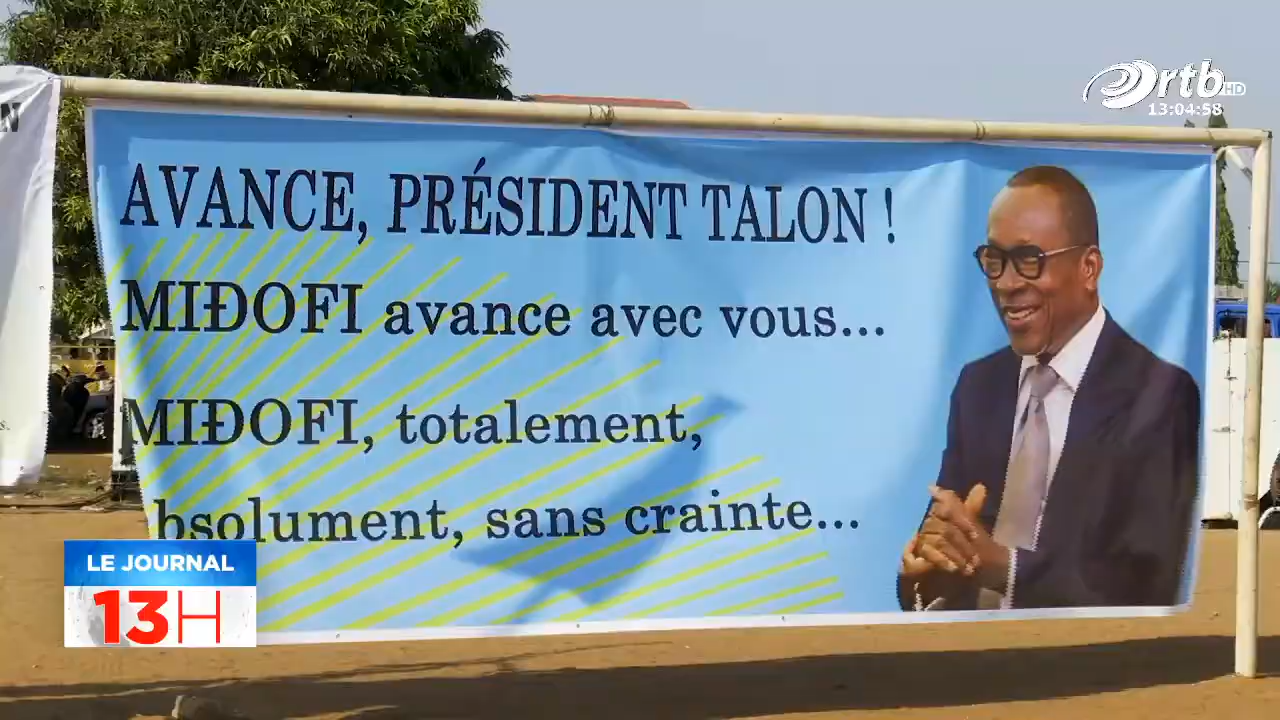 N
ortb HD
13:04:58
AVANCE, PRÉSIDENT TALON !
MIĐOFI avance avec vous...
MIĐOFI, totalement,
bsolument, sans crainte...
LE JOURNAL
13H